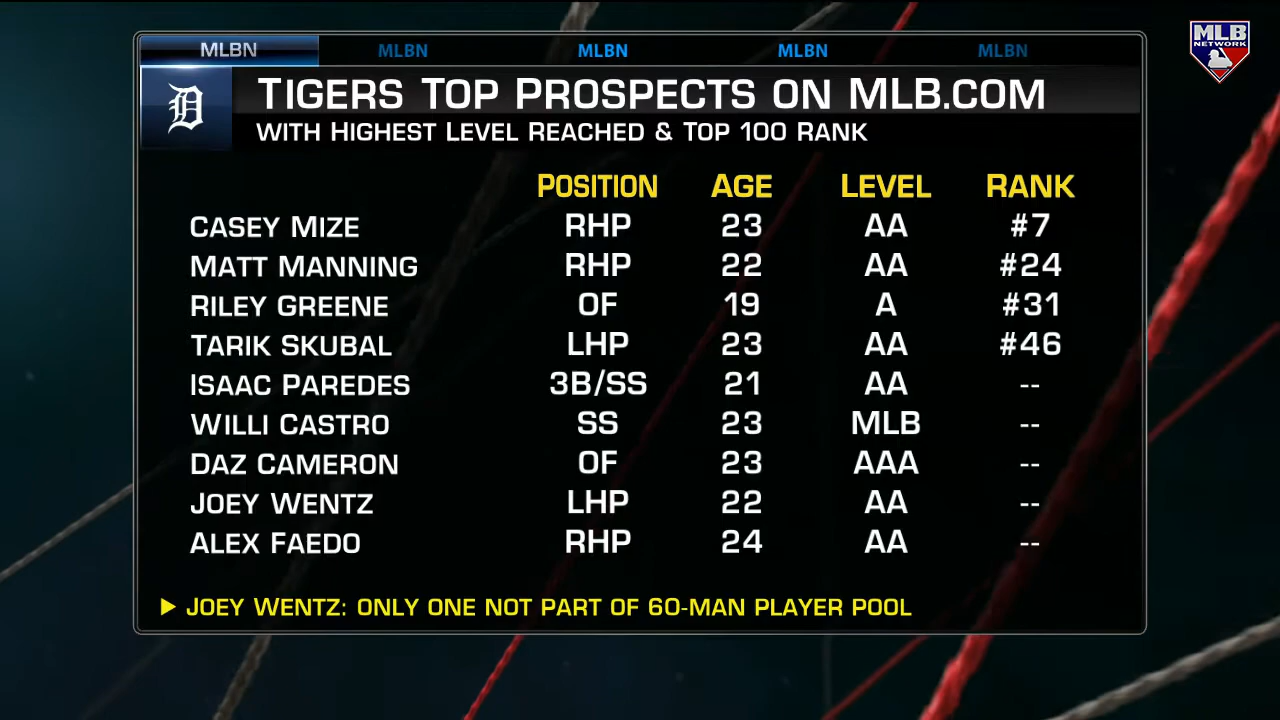 MLBN MLBN MLBN MLBN MLBN
MLB
NETWORK
D
TIGERS TOP PROSPECTS ON MLB.COM
WITH HIGHEST LEVEL REACHED & TOP 100 RANK
POSITION AGE LEVEL RANK
CASEY MIZE RHP 23 AA #7
MATT MANNING RHP 22 AA #24
RILEY GREENE OF 19 A #31
TARIK SKUBAL LHP 23 AA #46
ISAAC PAREDES 3B/SS 21 AA --
WILLI CASTRO SS 23 MLB --
DAZ CAMERON OF 23 AAA --
JOEY WENTZ LHP 22 AA --
ALEX FAEDO RHP 24 AA --
▶ JOEY WENTZ: ONLY ONE NOT PART OF 60-MAN PLAYER POOL